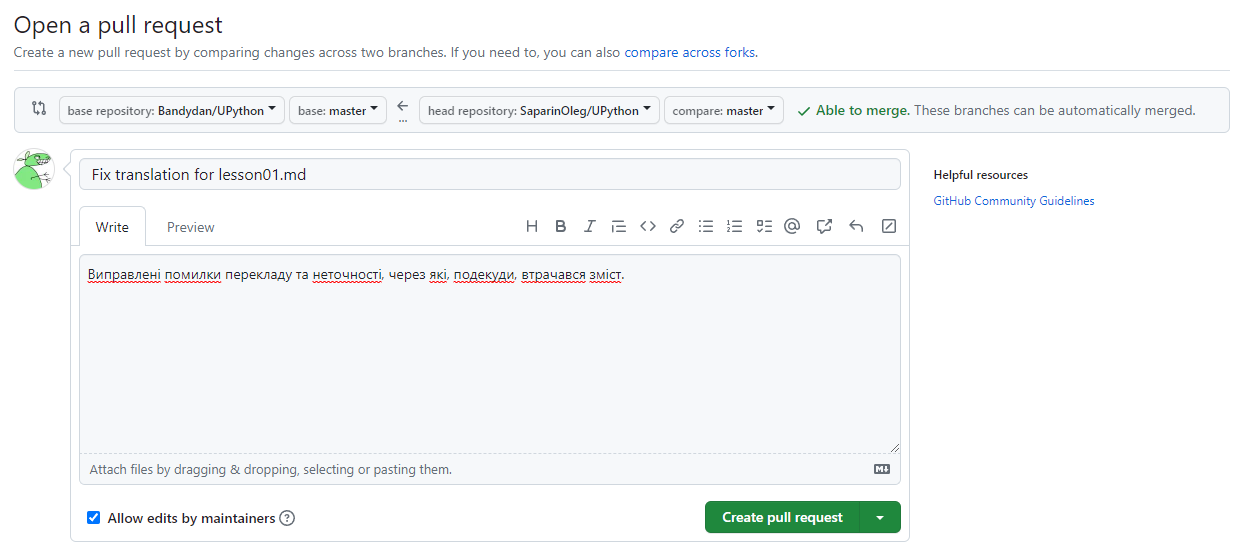 Open a pull request
Create a new pull request by comparing changes across two branches. If you need to, you can also compare across forks.
base repository: Bandydan/UPython base: master ... head repository: SaparinOleg/UPython compare: master Able to merge. These branches can be automatically merged.
Fix translation for lesson01.md
Helpful resources
GitHub Community Guidelines
Write Preview
Виправлені помилки перекладу та неточності, через які, подекуди, втрачався зміст.
Attach files by dragging & dropping, selecting or pasting them.
Allow edits by maintainers
Create pull request